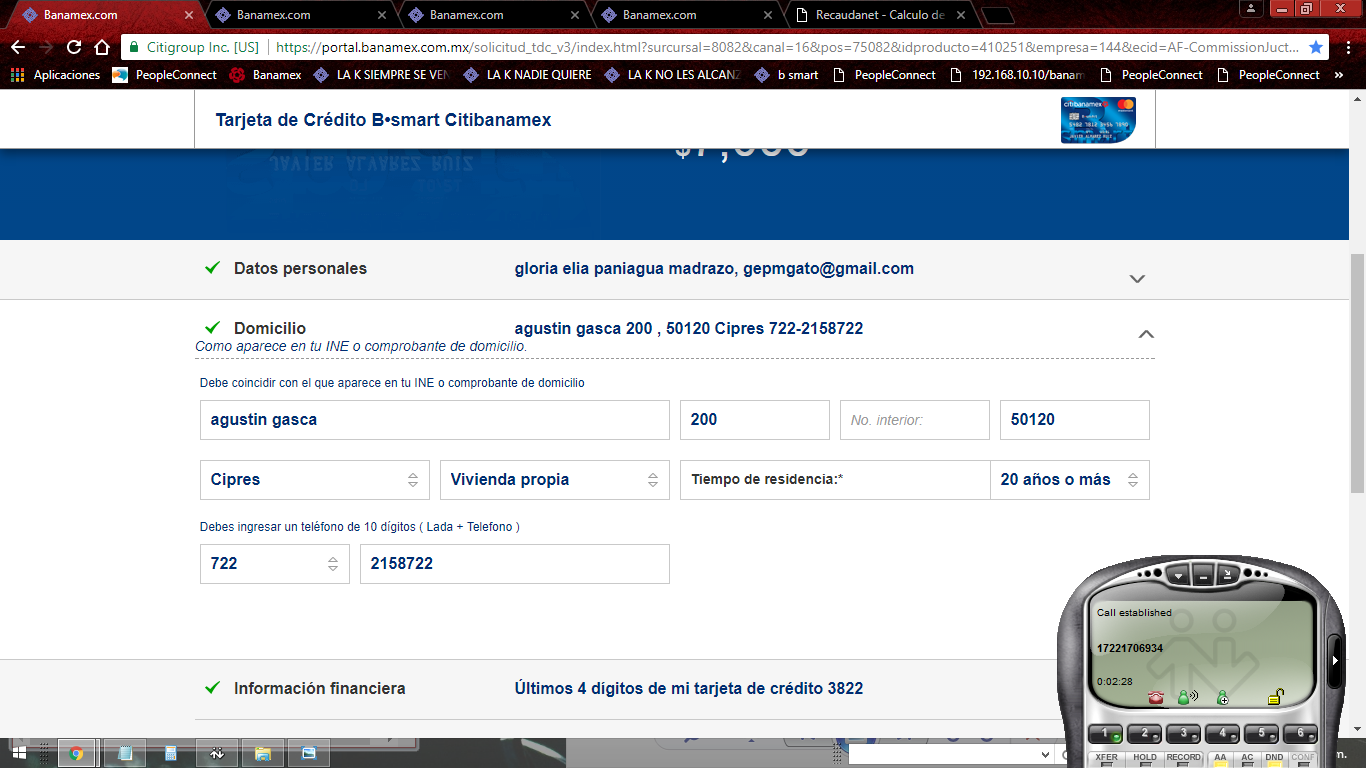 Banamex.com
Banamex.com
Banamex.com
Banamex.com
Recaudanet - Calculo de
Citigroup Inc. [US]
https://portal.banamex.com.mx/solicitud_tdc_v3/index.html?surcursal=8082&canal=16&pos=75082&idproducto=410251&empresa=144&ecid=AF-CommissionJuct...
Aplicaciones PeopleConnect Banamex LA K SIEMPRE SE VEN LA K NADIE QUIERE LA K NO LES ALCANZ b smart PeopleConnect 192.168.10.10/banam PeopleConnect PeopleConnect »
Tarjeta de Crédito B•smart Citibanamex
citibanamex
JAVIER ALVAREZ RUIZ
Datos personales gloria elia paniagua madrazo, gepmgato@gmail.com
Domicilio agustin gasca 200 , 50120 Cipres 722-2158722
Como aparece en tu INE o comprobante de domicilio.
Debe coincidir con el que aparece en tu INE o comprobante de domicilio
agustin gasca 200 No. interior: 50120
Cipres Vivienda propia Tiempo de residencia:* 20 años o más
Debes ingresar un teléfono de 10 dígitos ( Lada + Telefono )
722 2158722
Call established
17221706934
0:02:28
Información financiera Últimos 4 dígitos de mi tarjeta de crédito 3822
1 2 3 4 5 6
XFER HOLD RECORD AA AC DND CONF
m.